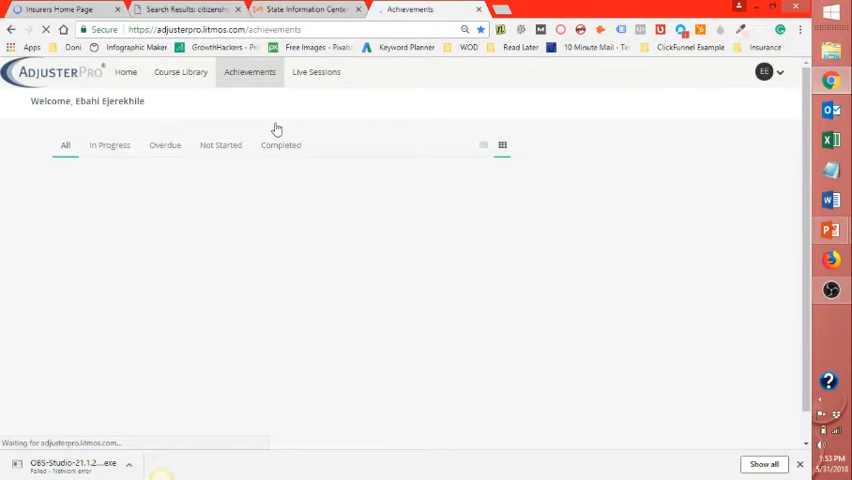 Insurers Home Page
Search Results: citizensh
State Information Cente
Achievements
Secure
https://adjusterpro.litmos.com/achievements
Apps
Doni
Infographic Maker
GrowthHackers
Free Images - Pixab
Keyword Planner
WED
Read Later
10 Minute Mail
ClickFunnel Example
Insurance
ADJUSTERPRO®
Home
Course Library
Achievements
Live Sessions
EE
Welcome, Ebahi Ejerekhile
All
In Progress
Overdue
Not Started
Completed
Waiting for adjusterpro.litmos.com...
OBS-Studio-21.1.2....exe
Failed - Network error
Show all
1:53 PM
5/31/2018